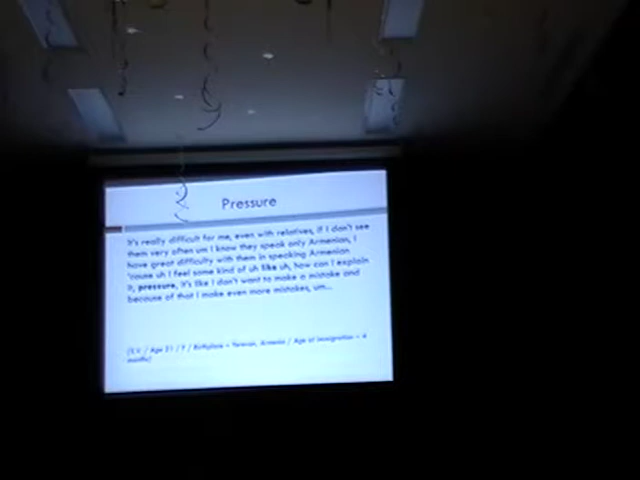 Pressure
It's really difficult for me, even with relatives, if I don't see
them very often um I know they speak only Armenian, I
have great difficulty with them in speaking Armenian
'cause uh I feel some kind of uh like uh, how can I explain
it, pressure, it's like I don't want to make a mistake and
because of that I make even more mistakes, um...
/ Age 21 / F / Birthplace = Yerevan, Armenia / Age at immigration = 4
months)